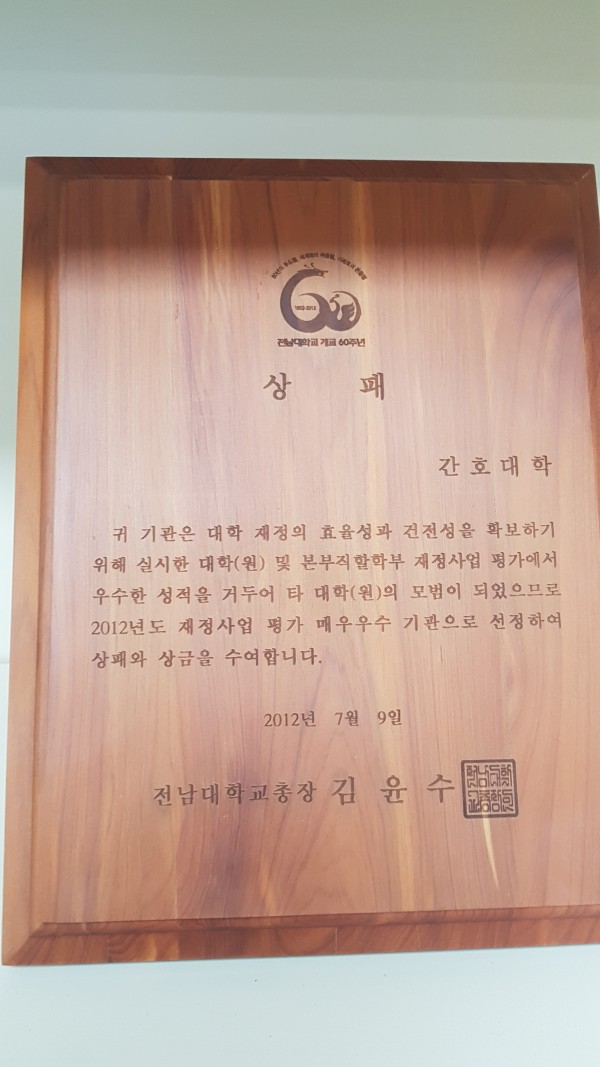 1952-2012
전남대학교 개교 60주년
상 패
간호대학
귀 기관은 대학 재정의 효율성과 건전성을 확보하기
위해 실시한 대학(원) 및 본부직할학부 재정사업 평가에서
우수한 성적을 거두어 타 대학(원)의 모범이 되었으므로
2012년도 재정사업 평가 매우우수 기관으로 선정하여
상패와 상금을 수여합니다.
2012년 7월 9일
전남대학교총장 김윤수